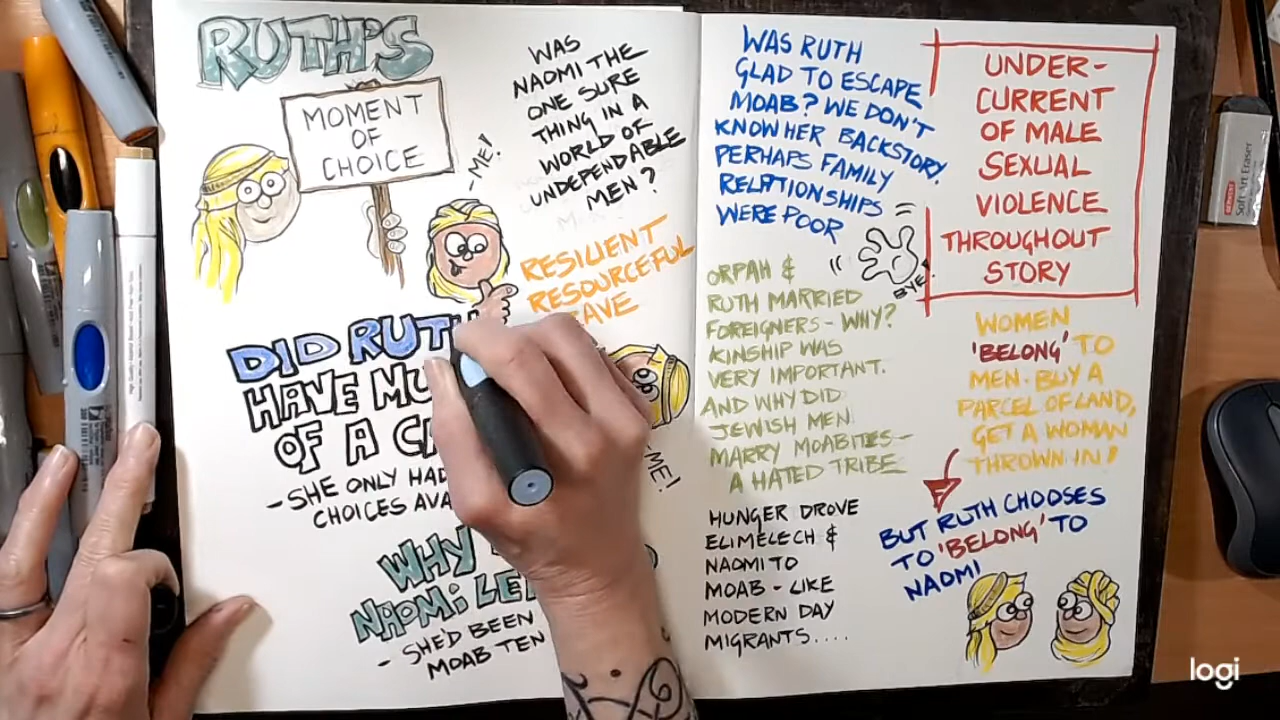 RUTH'S
MOMENT
OF
CHOICE
- ME!
WAS
NAOMI THE
ONE SURE
THING IN A
WORLD OF
UNDEPENDABLE
MEN?
RESILIENT
RESOURCEFUL
DID RUTH
HAVE
OF A
- SHE ONLY HAD
CHOICES
WHY
NAOMi
- SHE'D BEEN
MOAB TEN
- ME!
WAS RUTH
GLAD TO ESCAPE
MOAB? WE DON'T
KNOW HER BACKSTORY.
PERHAPS FAMILY
RELATIONSHIPS
WERE POOR
BYE!
ORPAH &
RUTH MARRIED
FOREIGNERS - WHY?
KINSHIP WAS
VERY IMPORTANT.
AND WHY DID
JEWISH MEN
MARRY MOABITES -
A HATED TRIBE
HUNGER DROVE
ELIMELECH &
NAOMI TO
MOAB - LIKE
MODERN DAY
MIGRANTS....
UNDER-
CURRENT
OF MALE
SEXUAL
VIOLENCE
THROUGHOUT
STORY
WOMEN
'BELONG' TO
MEN. BUY A
PARCEL OF LAND,
GET A WOMAN
THROWN IN!
BUT RUTH CHOOSES
TO 'BELONG' TO
NAOMI
Soft Art Eraser
logi